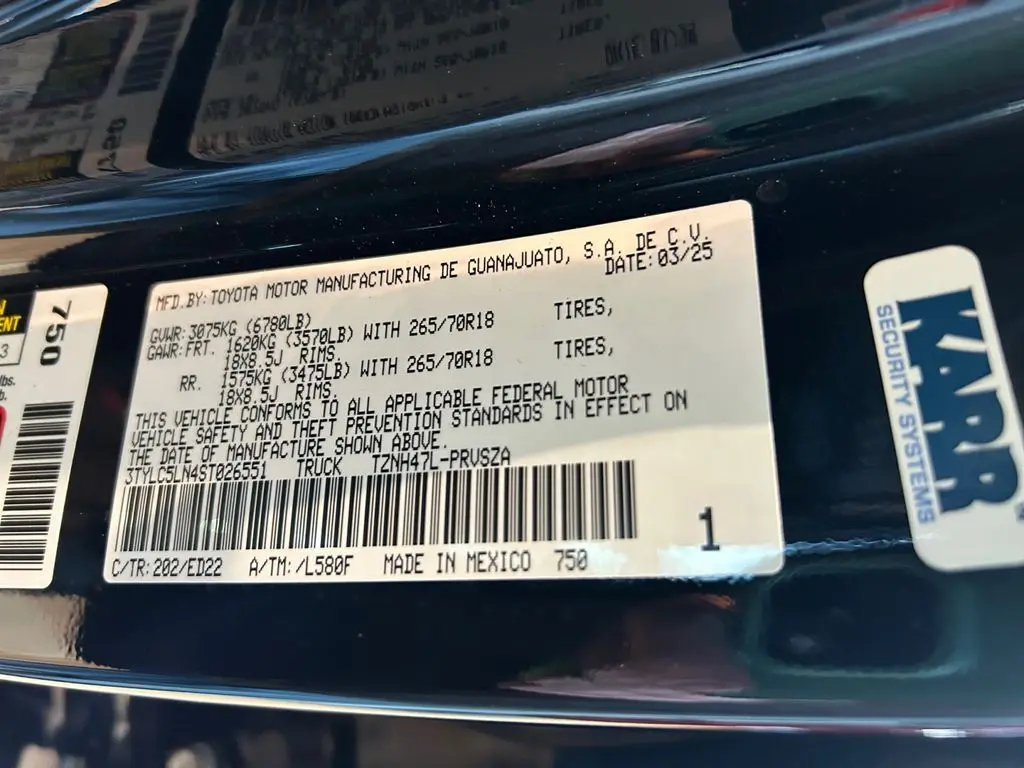 MFD.BY:TOYOTA MOTOR MANUFACTURING DE GUANAJUATO, S.A. DE C.V.
DATE:03/25
GVWR:3075KG (6780LB)
GAWR:FRT. 1620KG (3570LB) WITH 265/70R18 TIRES,
18X8.5J RIMS.
RR. 1575KG (3475LB) WITH 265/70R18 TIRES,
18X8.5J RIMS.
THIS VEHICLE CONFORMS TO ALL APPLICABLE FEDERAL MOTOR
VEHICLE SAFETY AND THEFT PREVENTION STANDARDS IN EFFECT ON
THE DATE OF MANUFACTURE SHOWN ABOVE.
3TYLC5LN4ST026551 TRUCK TZNH47L-PRVSZA
C/TR:202/ED22 A/TM:/L580F MADE IN MEXICO 750
1
750
lbs.
KARR
SECURITY SYSTEMS